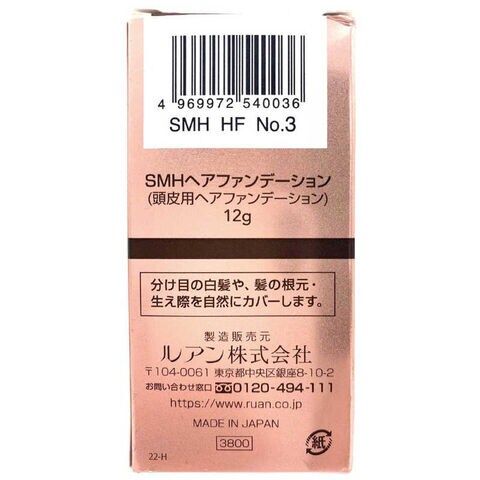 4 969972 540036
SMH HF No.3
SMHヘアファンデーション
(頭皮用ヘアファンデーション)
12g
分け目の白髪や、髪の根元・
生え際を自然にカバーします。
製造販売元
ルアン株式会社
〒104-0061 東京都中央区銀座8-10-2
お問い合わせ窓口 0120-494-111
https://www.ruan.co.jp
MADE IN JAPAN
3800
紙
22-H